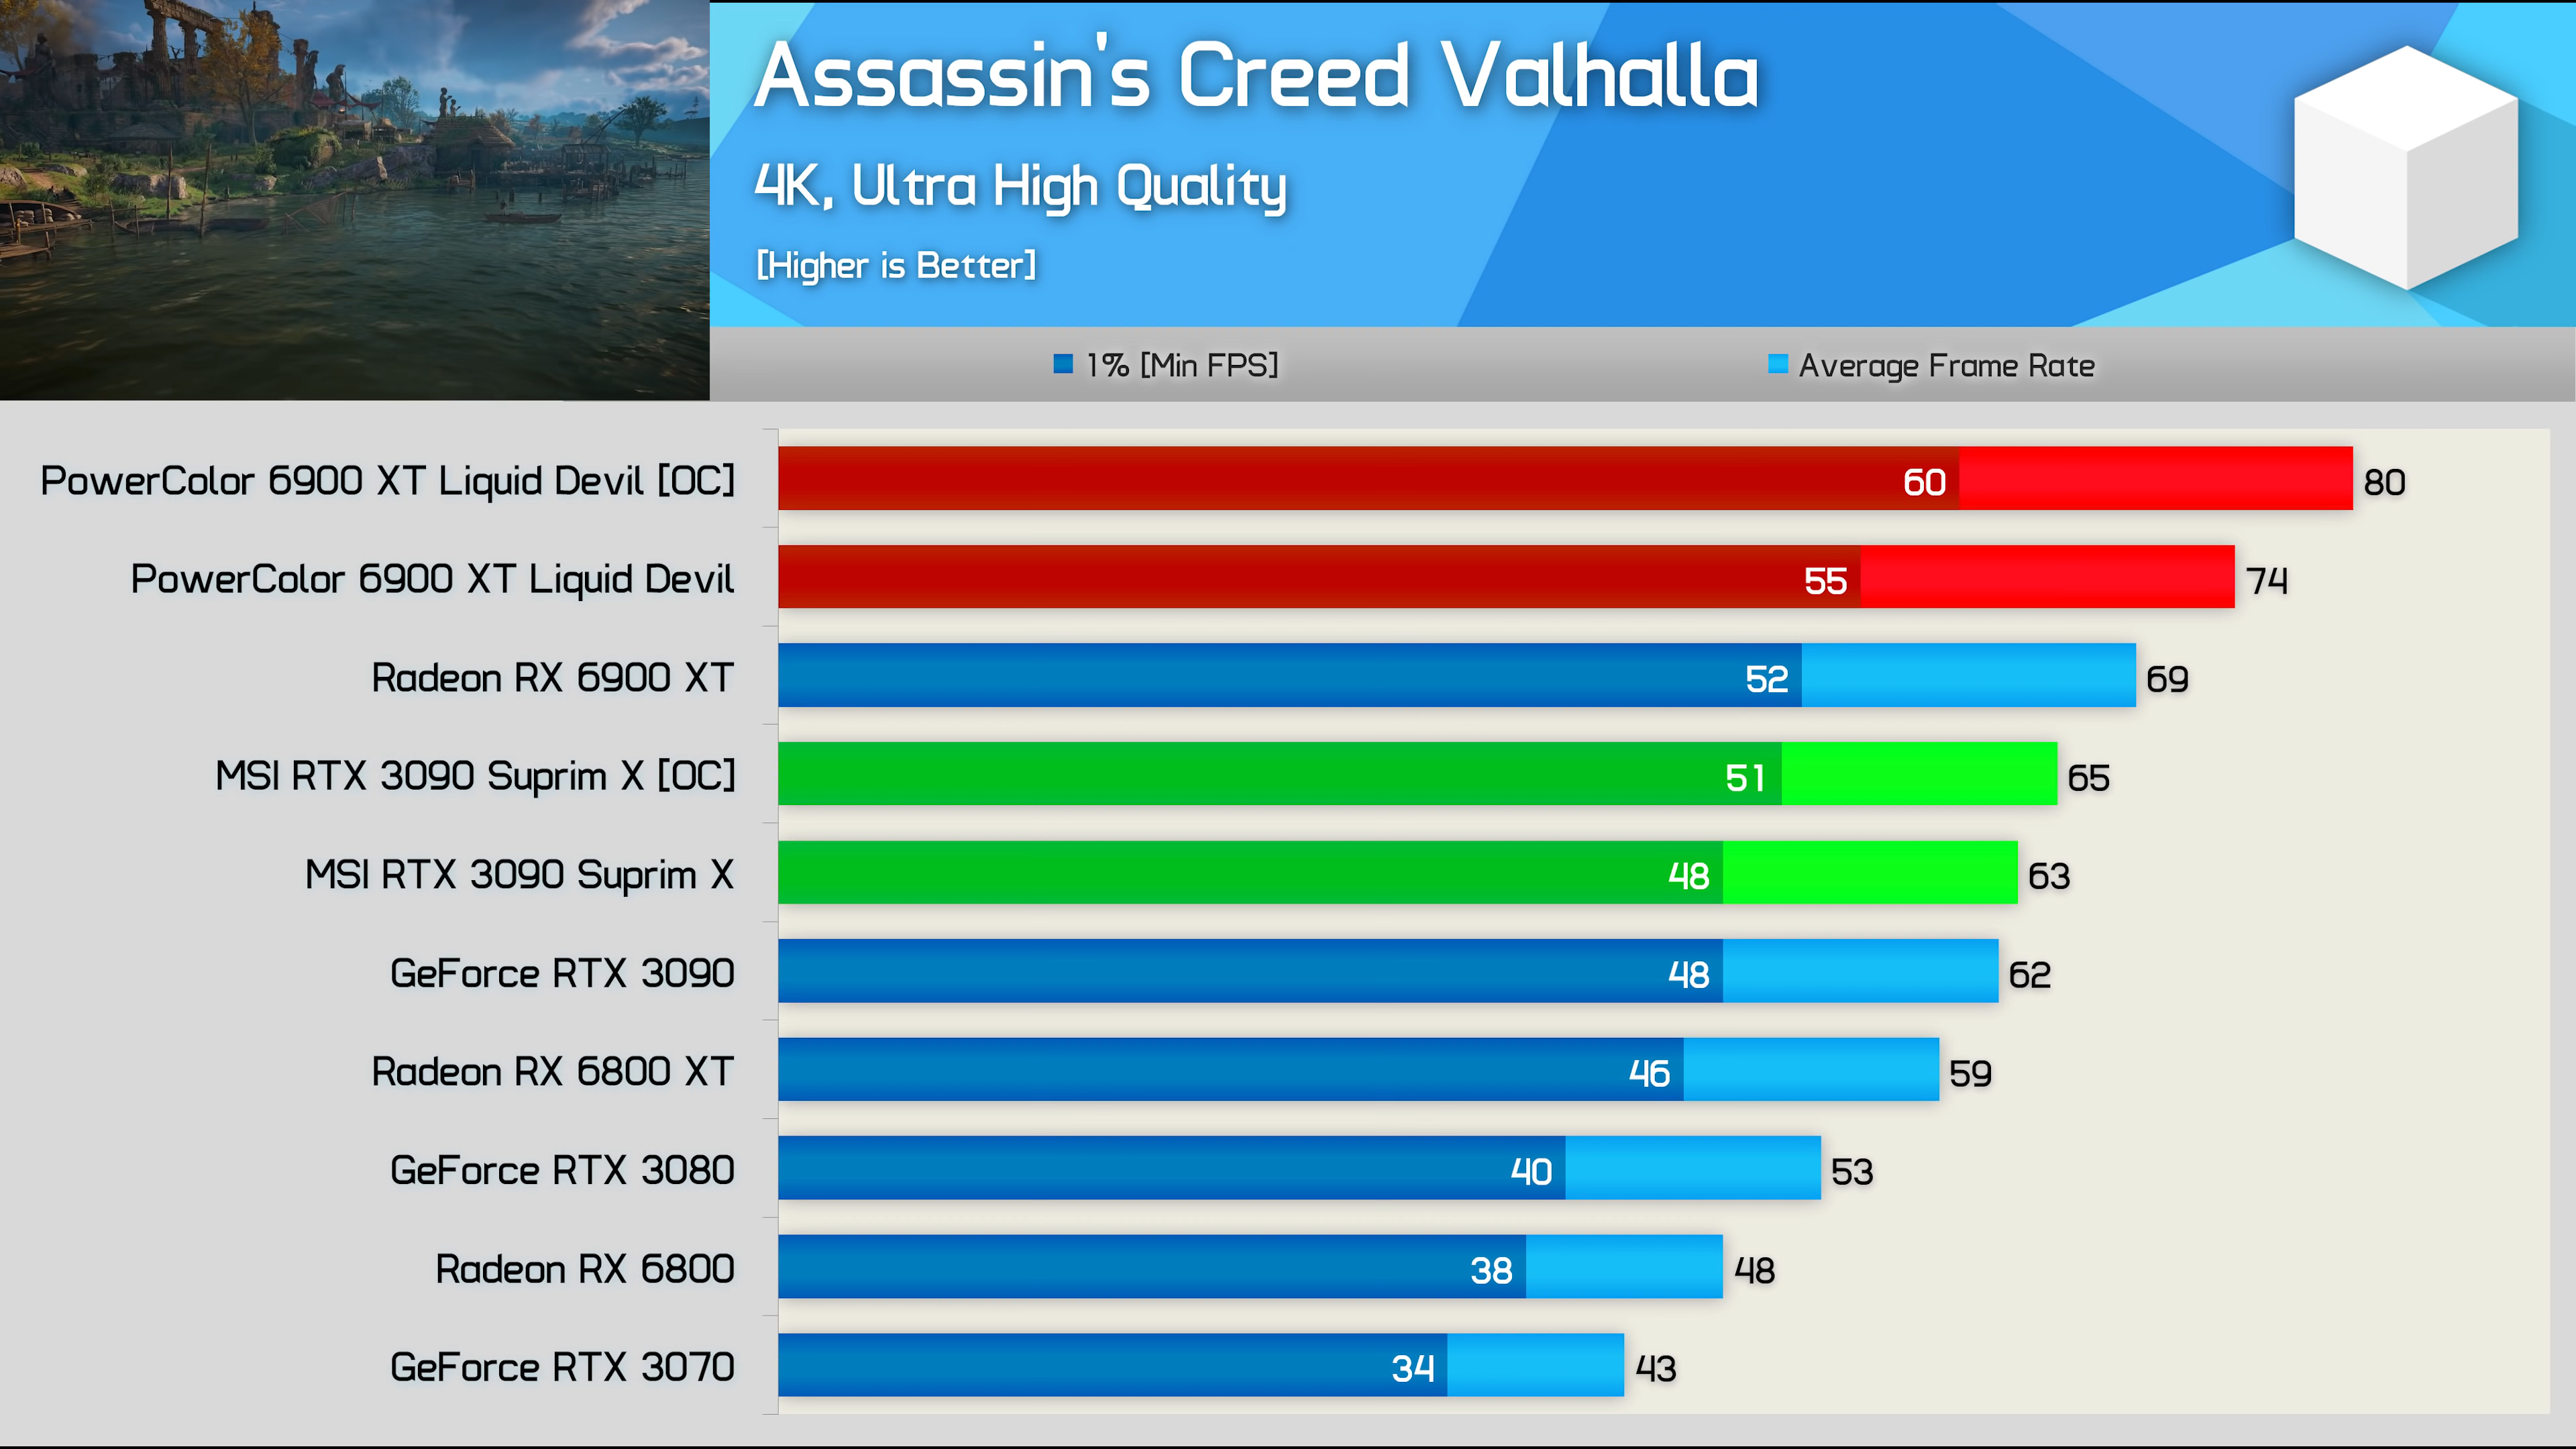 Assassin's Creed Valhalla
4K, Ultra High Quality
[Higher is Better]
1% [Min FPS] Average Frame Rate
PowerColor 6900 XT Liquid Devil [OC] 60 80
PowerColor 6900 XT Liquid Devil 55 74
Radeon RX 6900 XT 52 69
MSI RTX 3090 Suprim X [OC] 51 65
MSI RTX 3090 Suprim X 48 63
GeForce RTX 3090 48 62
Radeon RX 6800 XT 46 59
GeForce RTX 3080 40 53
Radeon RX 6800 38 48
GeForce RTX 3070 34 43